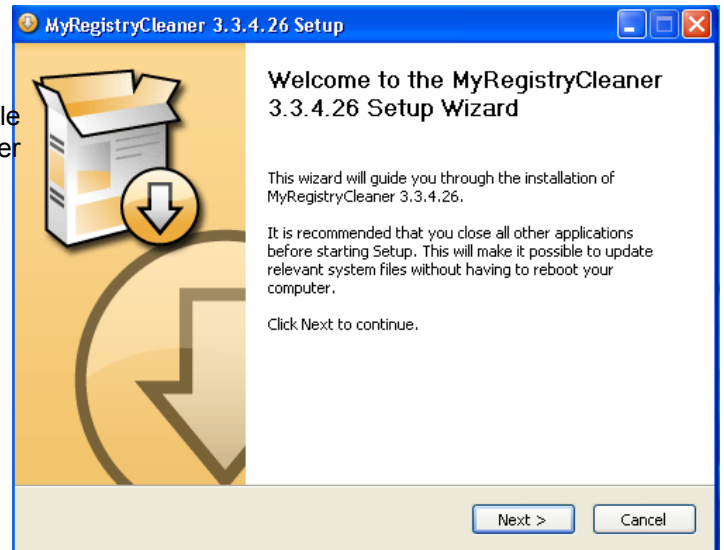 MyRegistryCleaner 3.3.4.26 Setup
Welcome to the MyRegistryCleaner
3.3.4.26 Setup Wizard
le
er
This wizard will guide you through the installation of
MyRegistryCleaner 3.3.4.26.
It is recommended that you close all other applications
before starting Setup. This will make it possible to update
relevant system files without having to reboot your
computer.
Click Next to continue.
Next >
Cancel